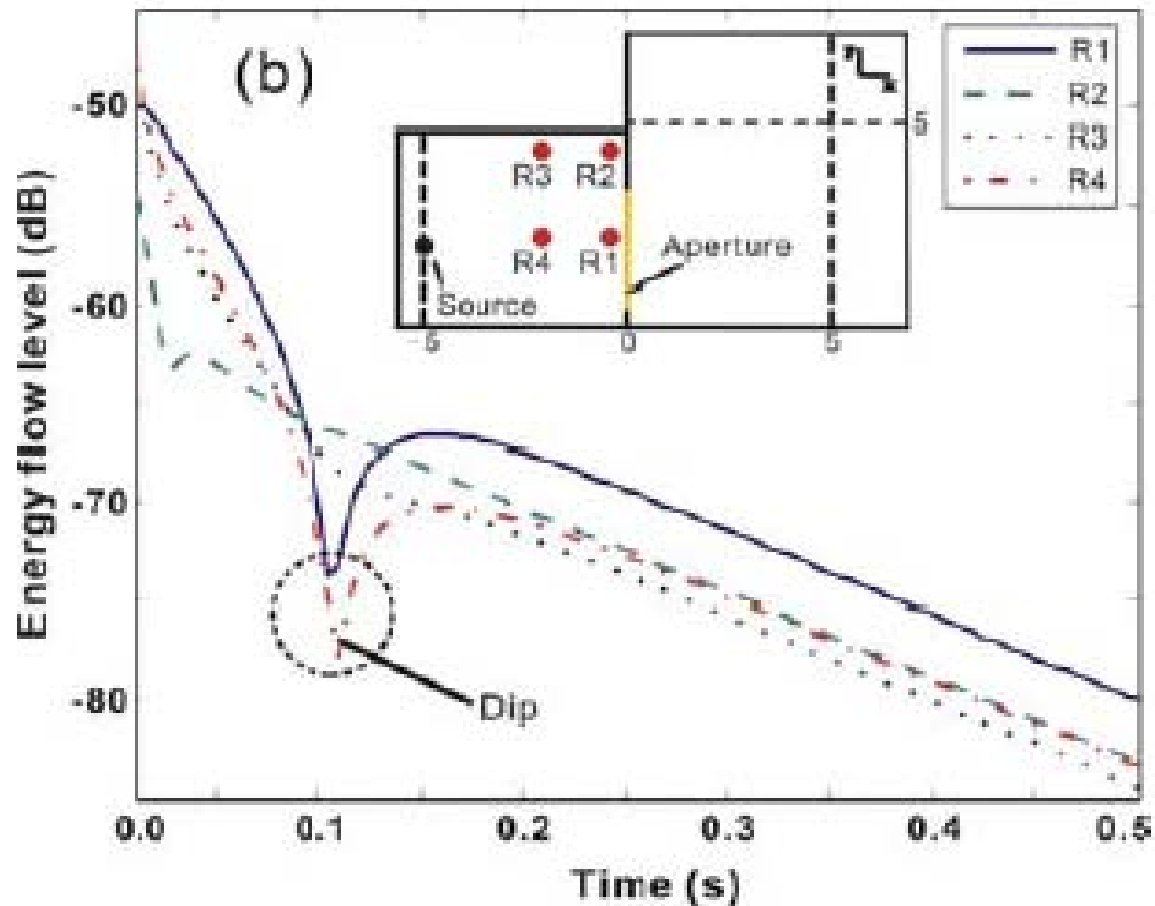 (b)
R1
R2
R3
R4
-50
-60
-70
-80
Energy flow level (dB)
R3 R2
R4 R1
Aperture
Source
-5 0 5
5
Dip
0.0 0.1 0.2 0.3 0.4 0.5
Time (s)